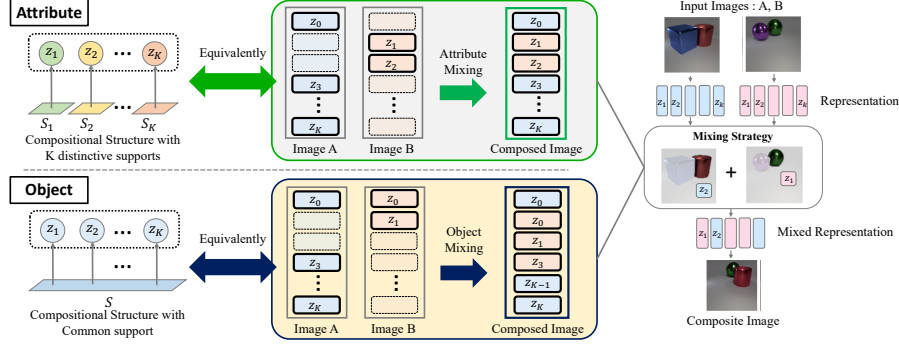 Attribute
z1 z2 ... zK
S1 S2 ... SK
Compositional Structure with
K distinctive supports
Equivalently
z0
z3
zK
Image A
z1
z2
Image B
Attribute
Mixing
z0
z1
z2
z3
zK
Composed Image
Object
z1 z2 ... zK
...
S
Compositional Structure with
Common support
Equivalently
z0
z3
zK
Image A
z0
z1
Image B
Object
Mixing
z0
z0
z1
z3
zK−1
zK
Composed Image
Input Images : A, B
z1 z2 zk z1 z2 zk
Representation
Mixing Strategy
+
z2 z1
z1 z2
Mixed Representation
Composite Image